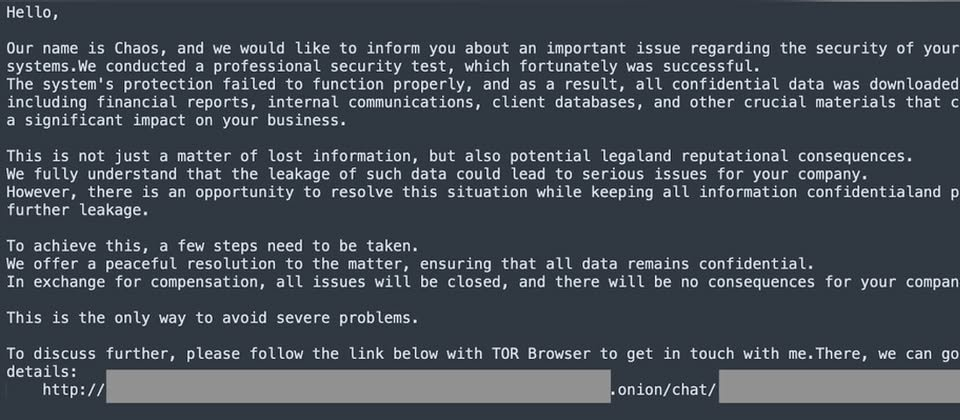 Hello,
Our name is Chaos, and we would like to inform you about an important issue regarding the security of your
systems.We conducted a professional security test, which fortunately was successful.
The system's protection failed to function properly, and as a result, all confidential data was downloaded
including financial reports, internal communications, client databases, and other crucial materials that
a significant impact on your business.
This is not just a matter of lost information, but also potential legaland reputational consequences.
We fully understand that the leakage of such data could lead to serious issues for your company.
However, there is an opportunity to resolve this situation while keeping all information confidentialand
further leakage.
To achieve this, a few steps need to be taken.
We offer a peaceful resolution to the matter, ensuring that all data remains confidential.
In exchange for compensation, all issues will be closed, and there will be no consequences for your
This is the only way to avoid severe problems.
To discuss further, please follow the link below with TOR Browser to get in touch with me.There, we can go
details:
http:// .onion/chat/